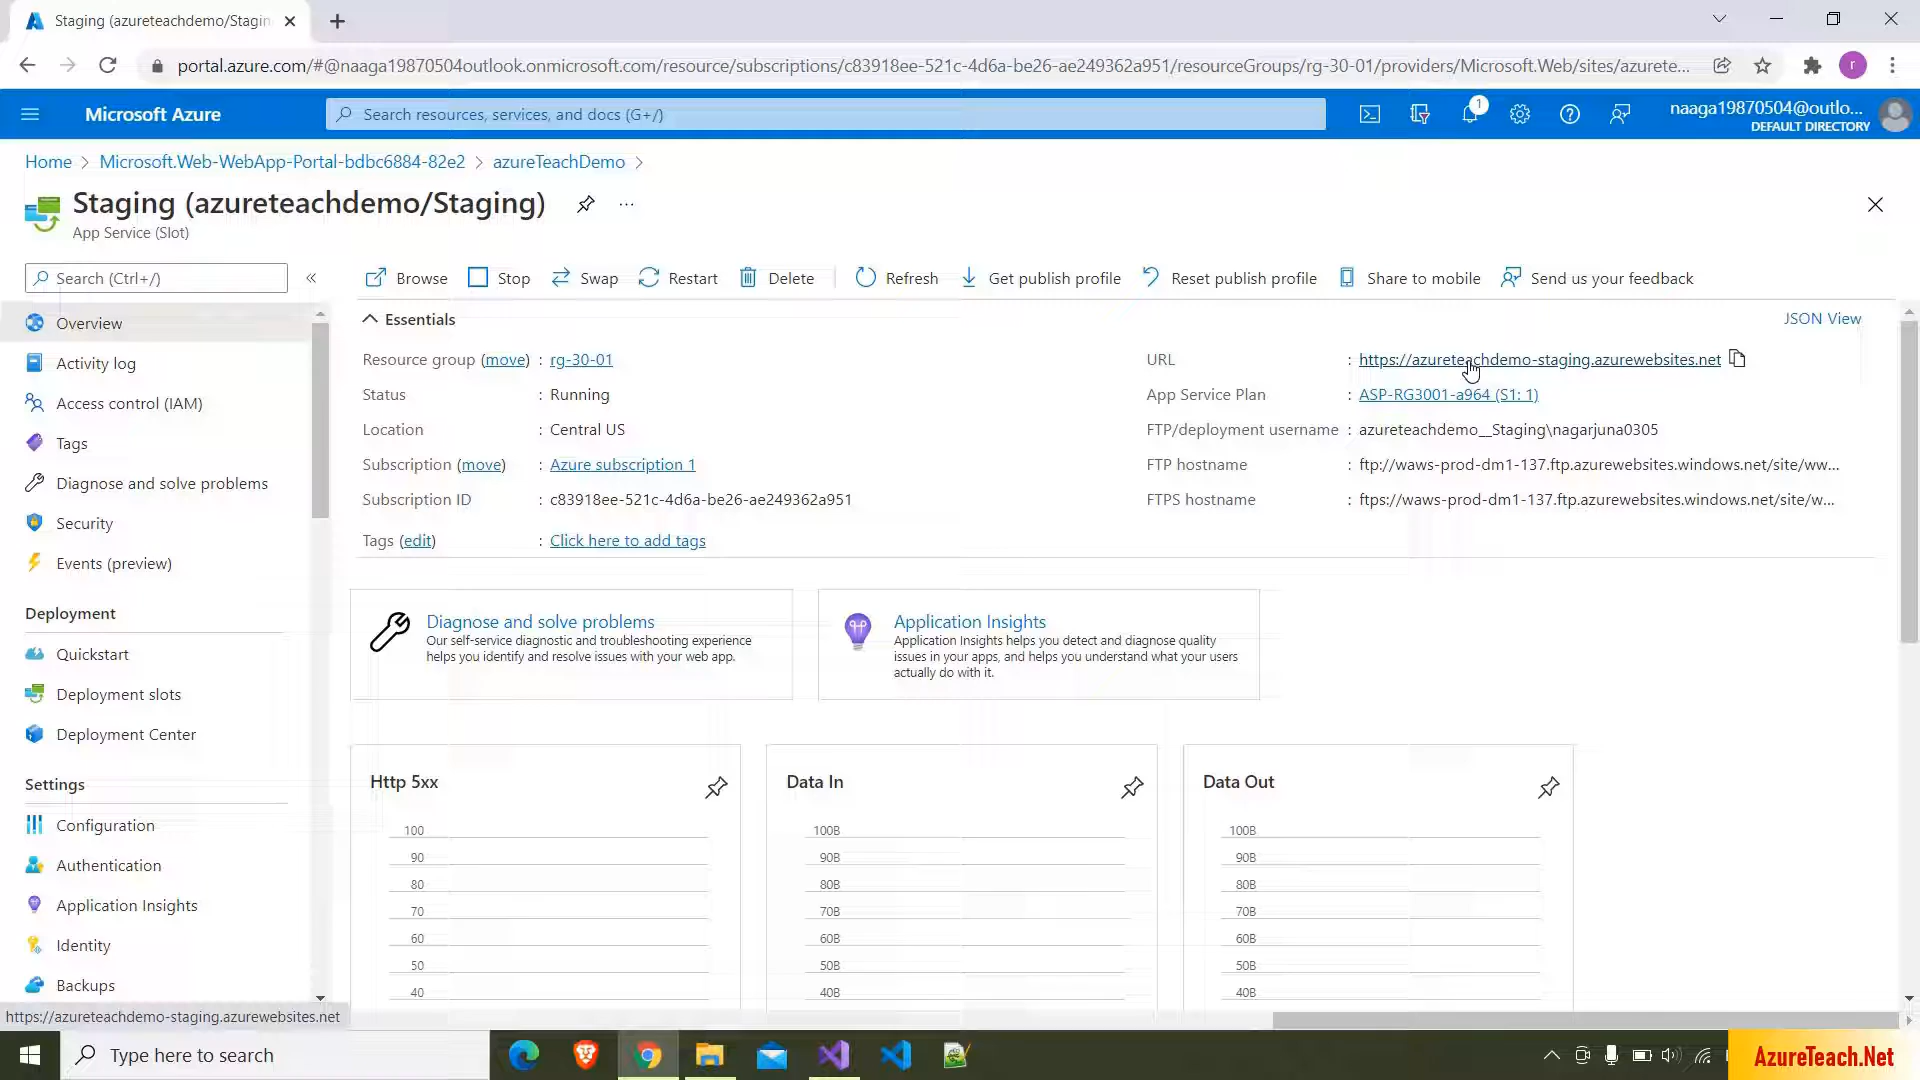 Staging (azureteachdemo/Stagin
portal.azure.com/#@naaga19870504outlook.onmicrosoft.com/resource/subscriptions/c83918ee-521c-4d6a-be26-ae249362a951/resourceGroups/rg-30-01/providers/Microsoft.Web/sites/azurete...
r
Microsoft Azure
Search resources, services, and docs (G+/)
1
naaga19870504@outlo...
DEFAULT DIRECTORY
Home > Microsoft.Web-WebApp-Portal-bdbc6884-82e2 > azureTeachDemo >
Staging (azureteachdemo/Staging) ...
App Service (Slot)
Search (Ctrl+/) «
Browse Stop Swap Restart Delete Refresh Get publish profile Reset publish profile Share to mobile Send us your feedback
Overview
Activity log
Access control (IAM)
Tags
Diagnose and solve problems
Security
Events (preview)
Deployment
Quickstart
Deployment slots
Deployment Center
Settings
Configuration
Authentication
Application Insights
Identity
Backups
Essentials
JSON View
Resource group (move) : rg-30-01
Status : Running
Location : Central US
Subscription (move) : Azure subscription 1
Subscription ID : c83918ee-521c-4d6a-be26-ae249362a951
Tags (edit) : Click here to add tags
URL : https://azureteachdemo-staging.azurewebsites.net
App Service Plan : ASP-RG3001-a964 (S1: 1)
FTP/deployment username : azureteachdemo__Staging\nagarjuna0305
FTP hostname : ftp://waws-prod-dm1-137.ftp.azurewebsites.windows.net/site/ww...
FTPS hostname : ftps://waws-prod-dm1-137.ftp.azurewebsites.windows.net/site/w...
Diagnose and solve problems
Our self-service diagnostic and troubleshooting experience
helps you identify and resolve issues with your web app.
Application Insights
Application Insights helps you detect and diagnose quality
issues in your apps, and helps you understand what your users
actually do with it.
Http 5xx
100
90
80
70
60
50
40
Data In
100B
90B
80B
70B
60B
50B
40B
Data Out
100B
90B
80B
70B
60B
50B
40B
https://azureteachdemo-staging.azurewebsites.net
Type here to search
AzureTeach.Net